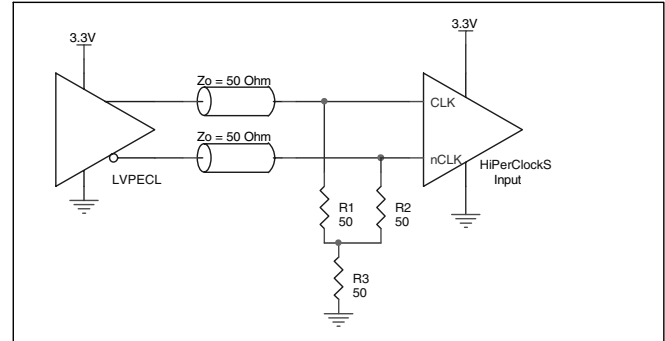 3.3V
3.3V
Zo = 50 Ohm
CLK
Zo = 50 Ohm
nCLK
LVPECL
HiPerClockS
Input
R1
50
R2
50
R3
50